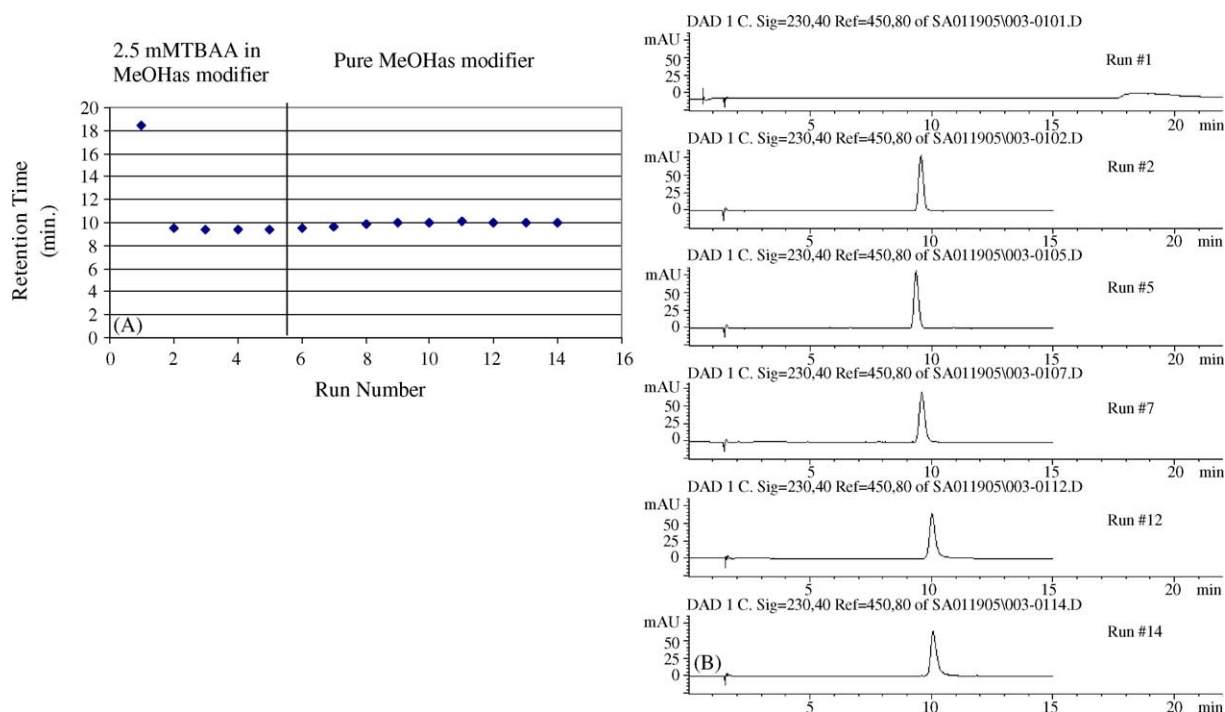 2.5 mMTBAA in
MeOHas modifier
Pure MeOHas modifier
20
18
16
14
12
10
8
6
4
2
0
Retention Time
(min.)
(A)
0 2 4 6 8 10 12 14 16
Run Number
DAD 1 C. Sig=230,40 Ref=450,80 of SA011905\003-0101.D
mAU
50
25
0
Run #1
5 10 15 20 min
DAD 1 C. Sig=230,40 Ref=450,80 of SA011905\003-0102.D
mAU
50
25
0
Run #2
5 10 15 20 min
DAD 1 C. Sig=230,40 Ref=450,80 of SA011905\003-0105.D
mAU
50
25
0
Run #5
5 10 15 20 min
DAD 1 C. Sig=230,40 Ref=450,80 of SA011905\003-0107.D
mAU
50
25
0
Run #7
5 10 15 20 min
DAD 1 C. Sig=230,40 Ref=450,80 of SA011905\003-0112.D
mAU
50
25
0
Run #12
5 10 15 20 min
DAD 1 C. Sig=230,40 Ref=450,80 of SA011905\003-0114.D
mAU
50
25
0
Run #14
(B)
5 10 15 20 min